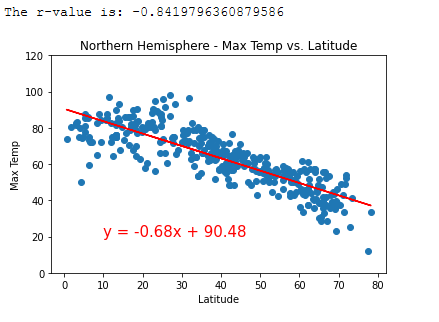 The r-value is: -0.8419796360879586
Northern Hemisphere - Max Temp vs. Latitude
120
100
80
60
40
20
0
Max Temp
y = -0.68x + 90.48
0 10 20 30 40 50 60 70 80
Latitude